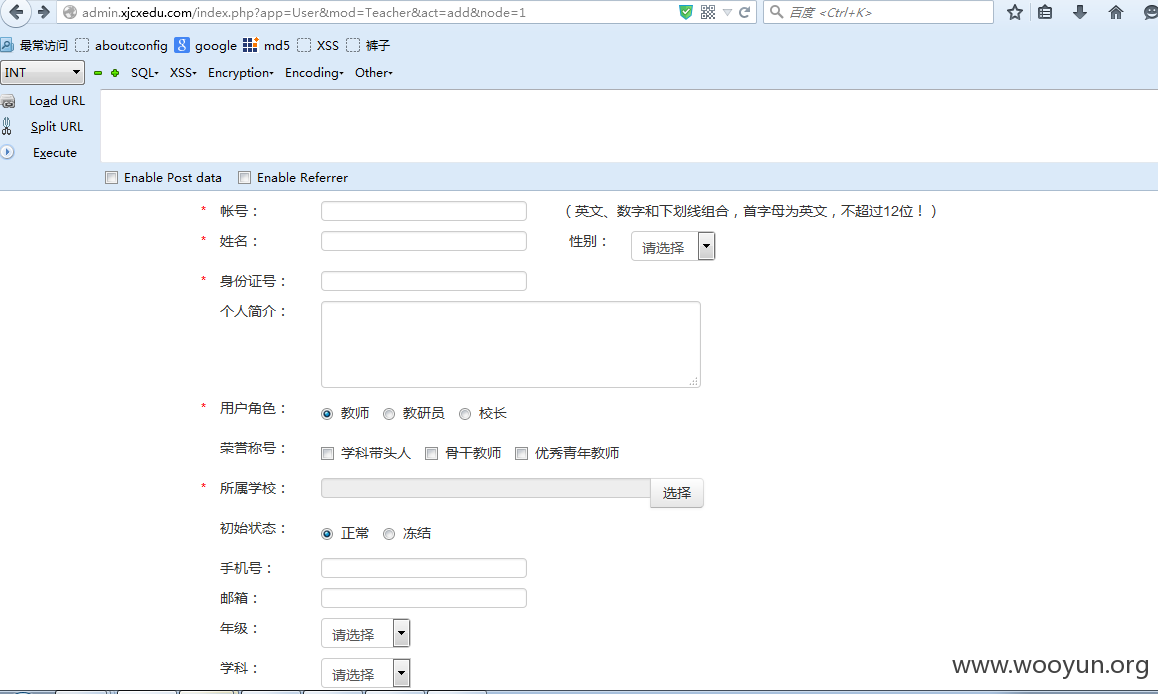 admin.xjcxedu.com/index.php?app=User&mod=Teacher&act=add&node=1 百度 <Ctrl+K>
最常访问 about:config google md5 XSS 裤子
INT SQL XSS Encryption Encoding Other
Load URL
Split URL
Execute
Enable Post data Enable Referrer
* 帐号： （英文、数字和下划线组合，首字母为英文，不超过12位！）
* 姓名： 性别： 请选择
* 身份证号：
个人简介：
* 用户角色： 教师 教研员 校长
荣誉称号： 学科带头人 骨干教师 优秀青年教师
* 所属学校： 选择
初始状态： 正常 冻结
手机号：
邮箱：
年级： 请选择
学科： 请选择
www.wooyun.org